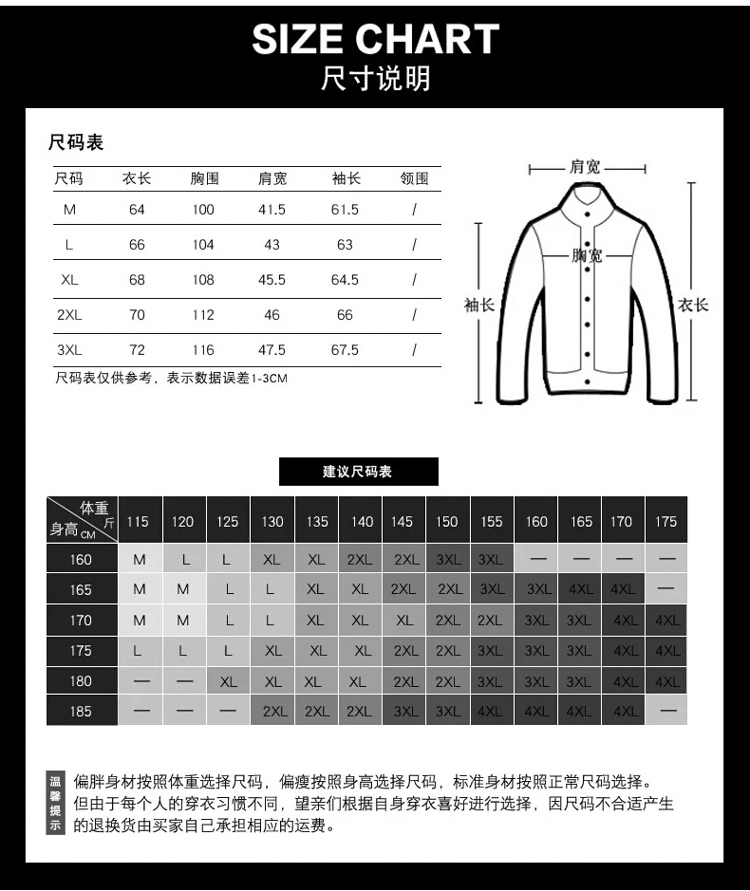 SIZE CHART
尺寸说明
尺码表
尺码 衣长 胸围 肩宽 袖长 领围
M 64 100 41.5 61.5 /
L 66 104 43 63 /
XL 68 108 45.5 64.5 /
2XL 70 112 46 66 /
3XL 72 116 47.5 67.5 /
尺码表仅供参考，表示数据误差1-3CM
肩宽
胸宽
袖长
衣长
建议尺码表
体重 斤 身高 CM 115 120 125 130 135 140 145 150 155 160 165 170 175
160 M L L XL XL 2XL 2XL 3XL 3XL — — — —
165 M M L L XL XL 2XL 2XL 3XL 3XL 4XL 4XL —
170 M M L L XL XL XL 2XL 2XL 3XL 3XL 4XL 4XL
175 L L L XL XL XL 2XL 2XL 3XL 3XL 3XL 4XL 4XL
180 — — XL XL XL XL 2XL 2XL 3XL 3XL 3XL 4XL 4XL
185 — — — 2XL 2XL 2XL 3XL 3XL 4XL 4XL 4XL 4XL —
温馨提示
偏胖身材按照体重选择尺码，偏瘦按照身高选择尺码，标准身材按照正常尺码选择。
但由于每个人的穿衣习惯不同，望亲们根据自身穿衣喜好进行选择，因尺码不合适产生
的退换货由买家自己承担相应的运费。